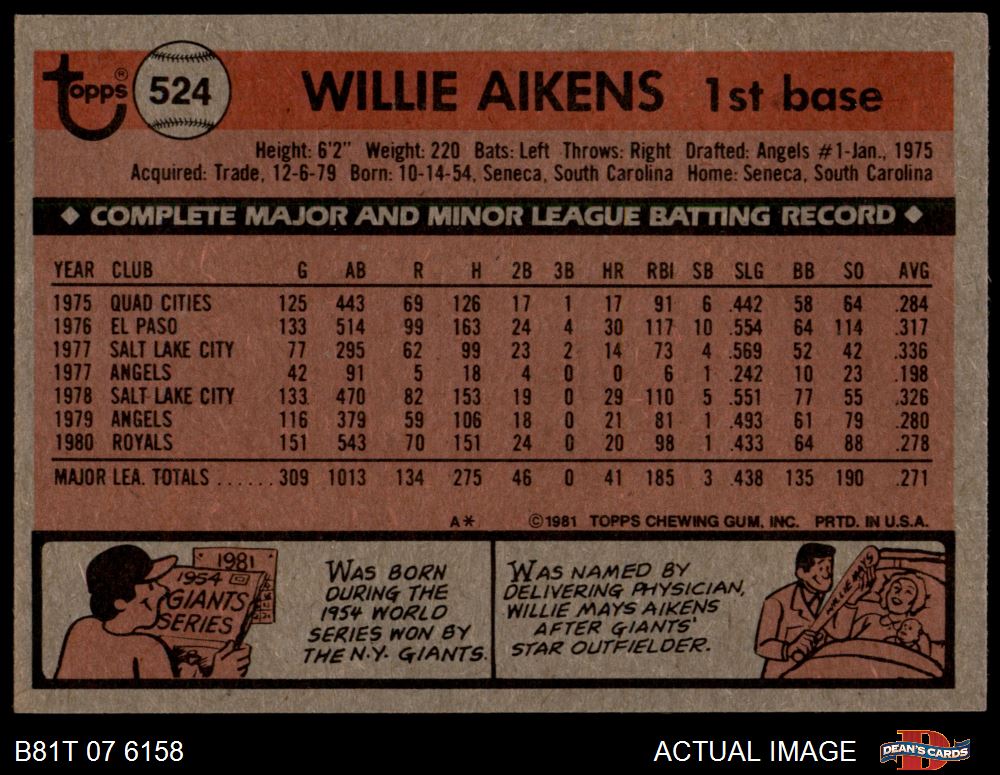 Topps® 524 WILLIE AIKENS 1st base
Height: 6'2" Weight: 220 Bats: Left Throws: Right Drafted: Angels #1-Jan., 1975
Acquired: Trade, 12-6-79 Born: 10-14-54, Seneca, South Carolina Home: Seneca, South Carolina
◆ COMPLETE MAJOR AND MINOR LEAGUE BATTING RECORD ◆
YEAR CLUB G AB R H 2B 3B HR RBI SB SLG BB SO AVG
1975 QUAD CITIES 125 443 69 126 17 1 17 91 6 .442 58 64 .284
1976 EL PASO 133 514 99 163 24 4 30 117 10 .554 64 114 .317
1977 SALT LAKE CITY 77 295 62 99 23 2 14 73 4 .569 52 42 .336
1977 ANGELS 42 91 5 18 4 0 0 6 1 .242 10 23 .198
1978 SALT LAKE CITY 133 470 82 153 19 0 29 110 5 .551 77 55 .326
1979 ANGELS 116 379 59 106 18 0 21 81 1 .493 61 79 .280
1980 ROYALS 151 543 70 151 24 0 20 98 1 .433 64 88 .278
MAJOR LEA. TOTALS ...... 309 1013 134 275 46 0 41 185 3 .438 135 190 .271
A* ©1981 TOPPS CHEWING GUM, INC. PRTD. IN U.S.A.
1981
1954
GIANTS
SERIES
WAS BORN
DURING THE
1954 WORLD
SERIES WON BY
THE N.Y. GIANTS.
WAS NAMED BY
DELIVERING PHYSICIAN,
WILLIE MAYS AIKENS
AFTER GIANTS'
STAR OUTFIELDER.
WILLIE MAYS
B81T 07 6158
ACTUAL IMAGE
DEAN'S CARDS